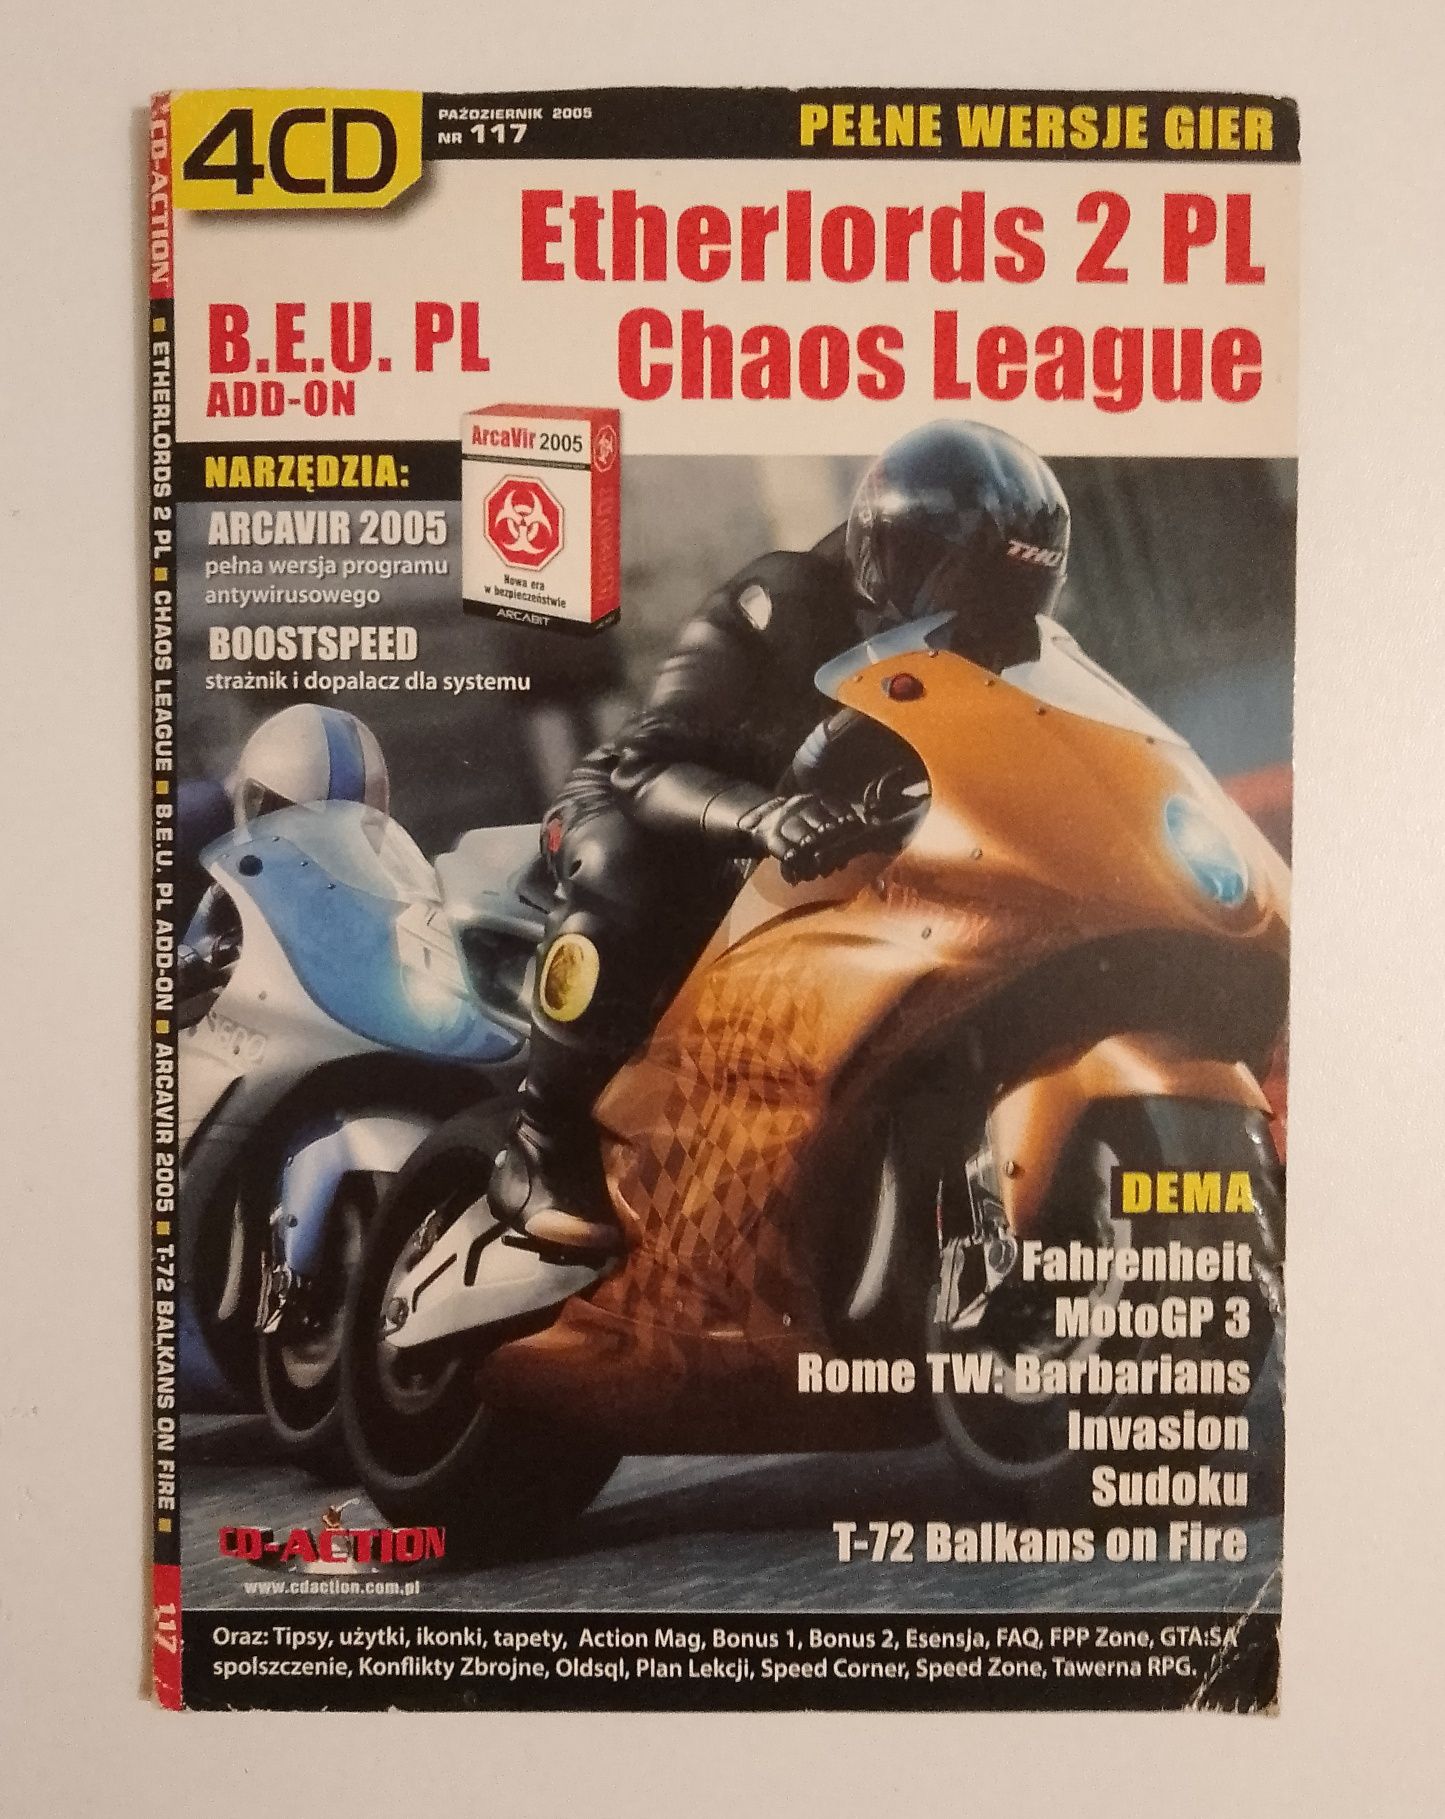 4CD
PAŹDZIERNIK 2005
NR 117
PEŁNE WERSJE GIER
Etherlords 2 PL
Chaos League
B.E.U. PL
ADD-ON
NARZĘDZIA:
ARCAVIR 2005
pełna wersja programu
antywirusowego
BOOSTSPEED
strażnik i dopalacz dla systemu
ArcaVir 2005
Nowa era
w bezpieczeństwie
ARCABIT
DEMA
Fahrenheit
MotoGP 3
Rome TW: Barbarians
Invasion
Sudoku
T-72 Balkans on Fire
CD-ACTION
www.cdaction.com.pl
Oraz: Tipsy, użytki, ikonki, tapety, Action Mag, Bonus 1, Bonus 2, Esensja, FAQ, FPP Zone, GTA:SA
spolszczenie, Konflikty Zbrojne, Oldsql, Plan Lekcji, Speed Corner, Speed Zone, Tawerna RPG.
CD-ACTION ■ ETHERLORDS 2 PL ■ CHAOS LEAGUE ■ B.E.U. PL ADD-ON ■ ARCAVIR 2005 ■ T-72 BALKANS ON FIRE ■ 117